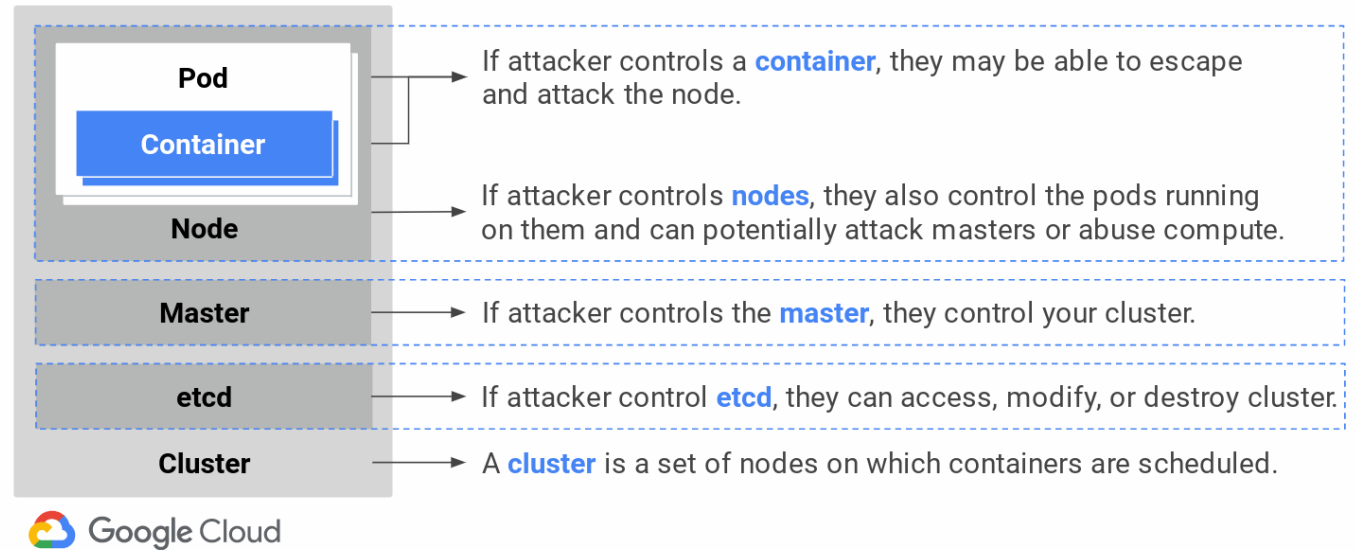 Pod
Container
Node
If attacker controls a container, they may be able to escape
and attack the node.
If attacker controls nodes, they also control the pods running
on them and can potentially attack masters or abuse compute.
Master
If attacker controls the master, they control your cluster.
etcd
If attacker control etcd, they can access, modify, or destroy cluster.
Cluster
A cluster is a set of nodes on which containers are scheduled.
Google Cloud